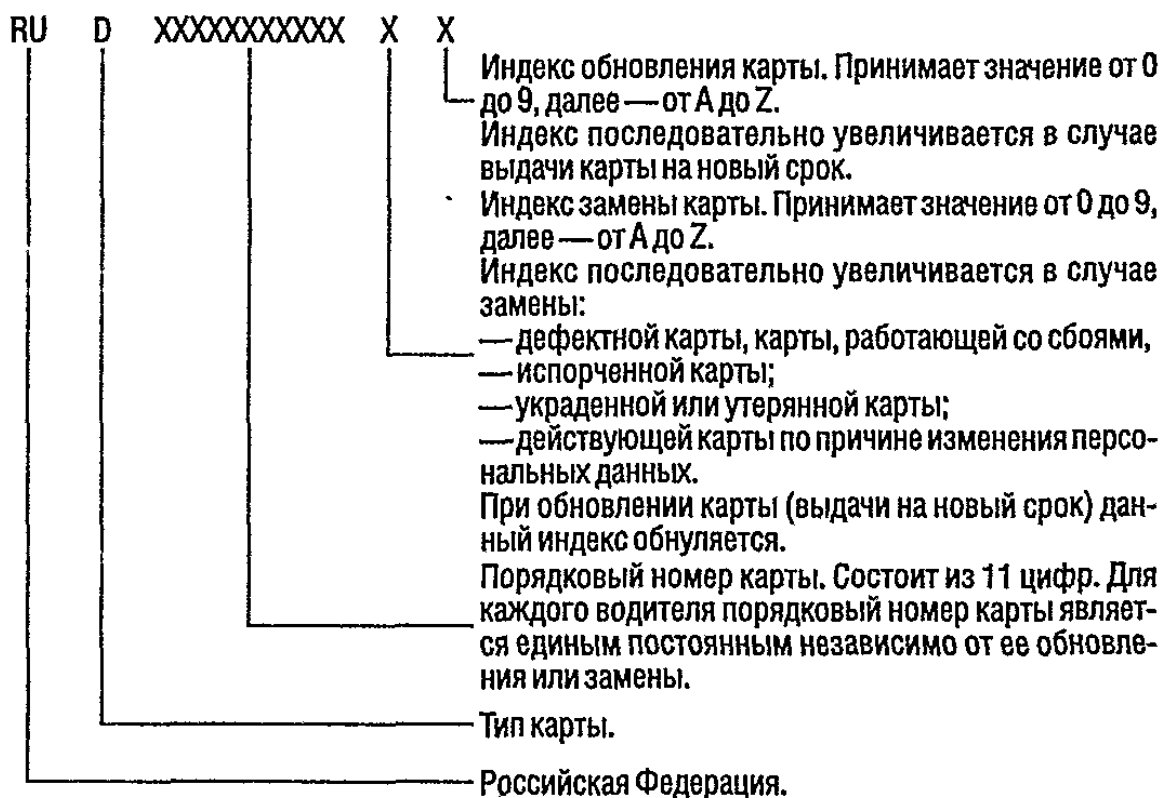 RU D XXXXXXXXXXX X X
Индекс обновления карты. Принимает значение от 0
до 9, далее — от A до Z.
Индекс последовательно увеличивается в случае
выдачи карты на новый срок.
Индекс замены карты. Принимает значение от 0 до 9,
далее — от A до Z.
Индекс последовательно увеличивается в случае
замены:
— дефектной карты, карты, работающей со сбоями,
— испорченной карты;
— украденной или утерянной карты;
— действующей карты по причине изменения персо-
нальных данных.
При обновлении карты (выдачи на новый срок) дан-
ный индекс обнуляется.
Порядковый номер карты. Состоит из 11 цифр. Для
каждого водителя порядковый номер карты являет-
ся единым постоянным независимо от ее обновле-
ния или замены.
Тип карты.
Российская Федерация.